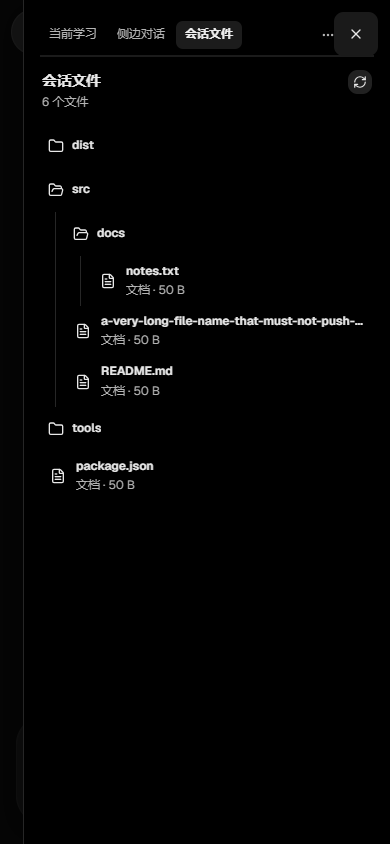 当前学习 侧边对话 会话文件 ...
会话文件
6 个文件
dist
src
docs
notes.txt
文档 · 50 B
a-very-long-file-name-that-must-not-push-...
文档 · 50 B
README.md
文档 · 50 B
tools
package.json
文档 · 50 B